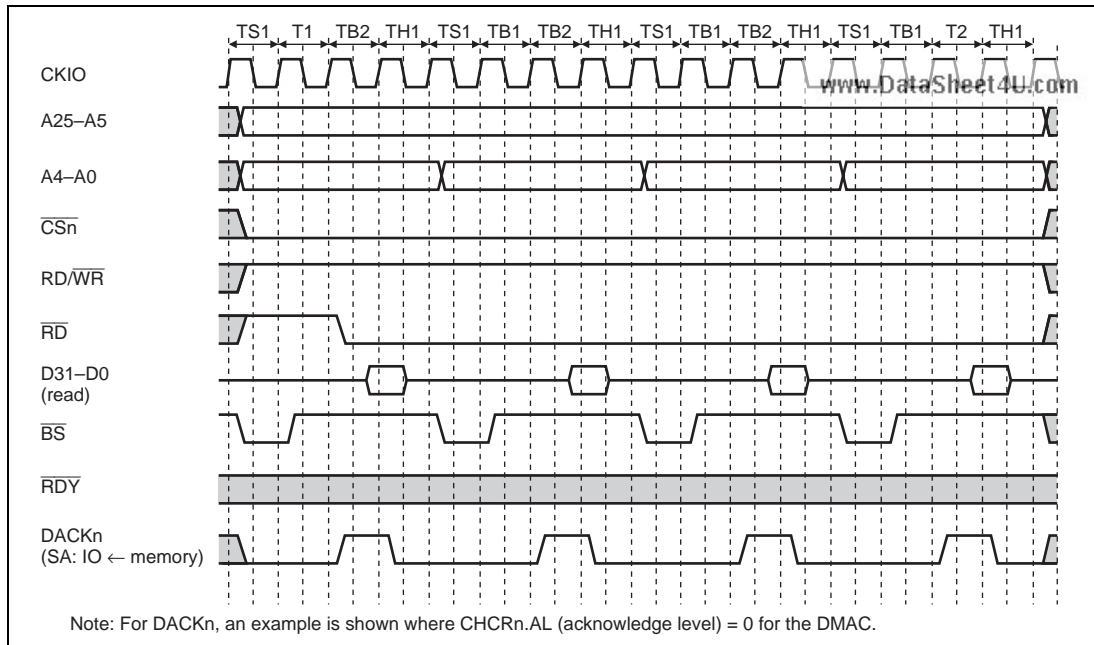 TS1 T1 TB2 TH1 TS1 TB1 TB2 TH1 TS1 TB1 TB2 TH1 TS1 TB1 T2 TH1
CKIO
www.DataSheet4U.com
A25–A5
A4–A0
CSn
RD/WR
RD
D31–D0
(read)
BS
RDY
DACKn
(SA: IO ← memory)
Note: For DACKn, an example is shown where CHCRn.AL (acknowledge level) = 0 for the DMAC.